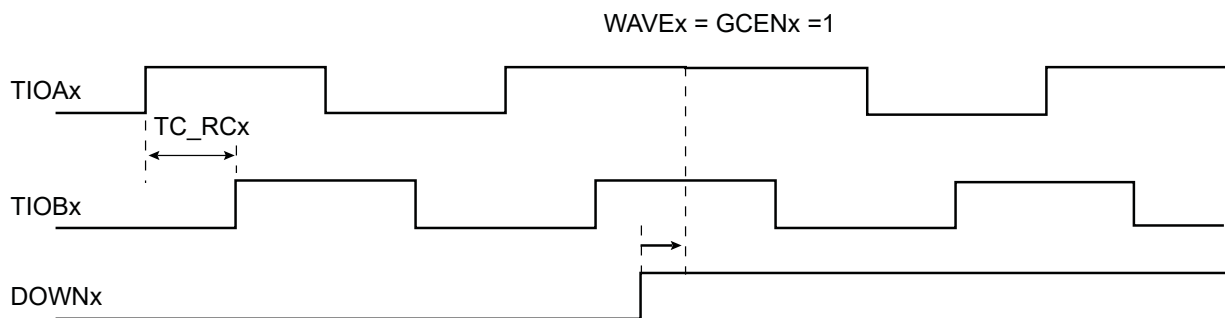 WAVEx = GCENx =1
TIOAx
TC_RCx
TIOBx
DOWNx